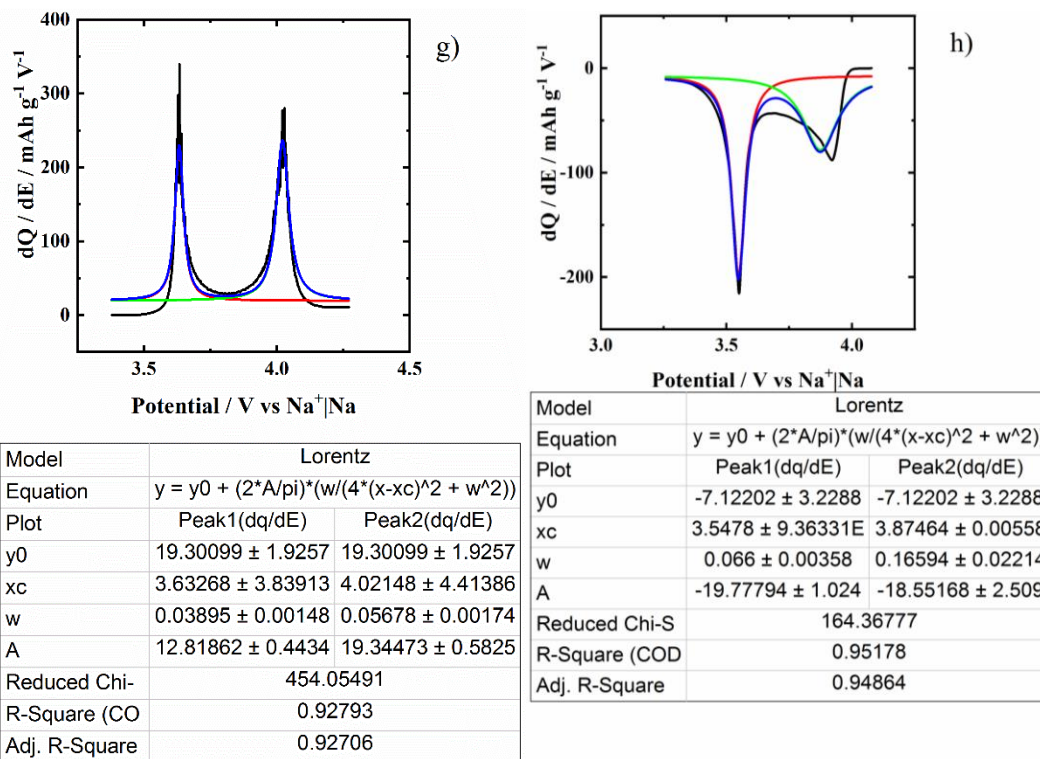 g)
400
300
200
100
0
dQ / dE / mAh g⁻¹ V⁻¹
3.5 4.0 4.5
Potential / V vs Na⁺|Na
Model Lorentz
Equation y = y0 + (2*A/pi)*(w/(4*(x-xc)^2 + w^2))
Plot Peak1(dq/dE) Peak2(dq/dE)
y0 19.30099 ± 1.9257 19.30099 ± 1.9257
xc 3.63268 ± 3.83913 4.02148 ± 4.41386
w 0.03895 ± 0.00148 0.05678 ± 0.00174
A 12.81862 ± 0.4434 19.34473 ± 0.5825
Reduced Chi- 454.05491
R-Square (CO 0.92793
Adj. R-Square 0.92706
h)
0
-100
-200
dQ / dE / mAh g⁻¹ V⁻¹
3.0 3.5 4.0
Potential / V vs Na⁺|Na
Model Lorentz
Equation y = y0 + (2*A/pi)*(w/(4*(x-xc)^2 + w^2))
Plot Peak1(dq/dE) Peak2(dq/dE)
y0 -7.12202 ± 3.2288 -7.12202 ± 3.2288
xc 3.5478 ± 9.36331E 3.87464 ± 0.00558
w 0.066 ± 0.00358 0.16594 ± 0.02214
A -19.77794 ± 1.024 -18.55168 ± 2.509
Reduced Chi-S 164.36777
R-Square (COD 0.95178
Adj. R-Square 0.94864